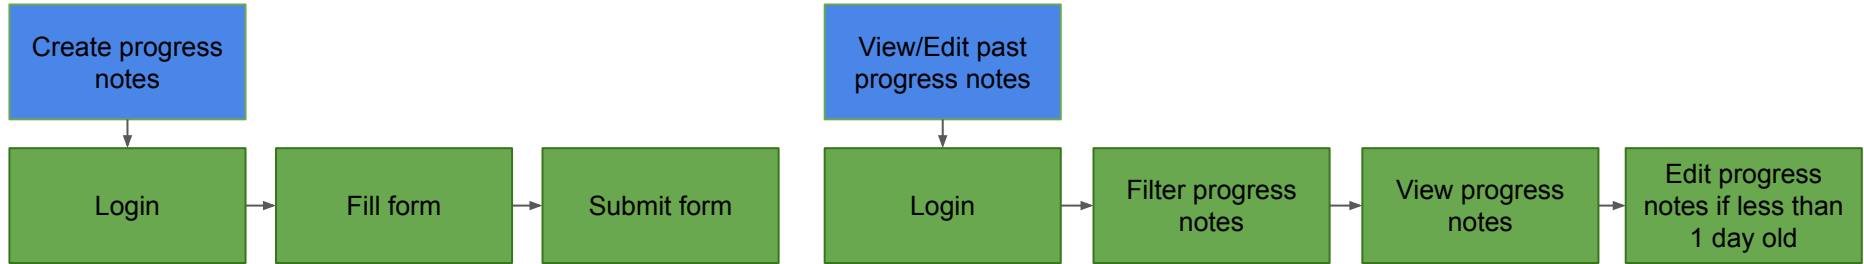 Create progress
notes
View/Edit past
progress notes
Login
Fill form
Submit form
Login
Filter progress
notes
View progress
notes
Edit progress
notes if less than
1 day old